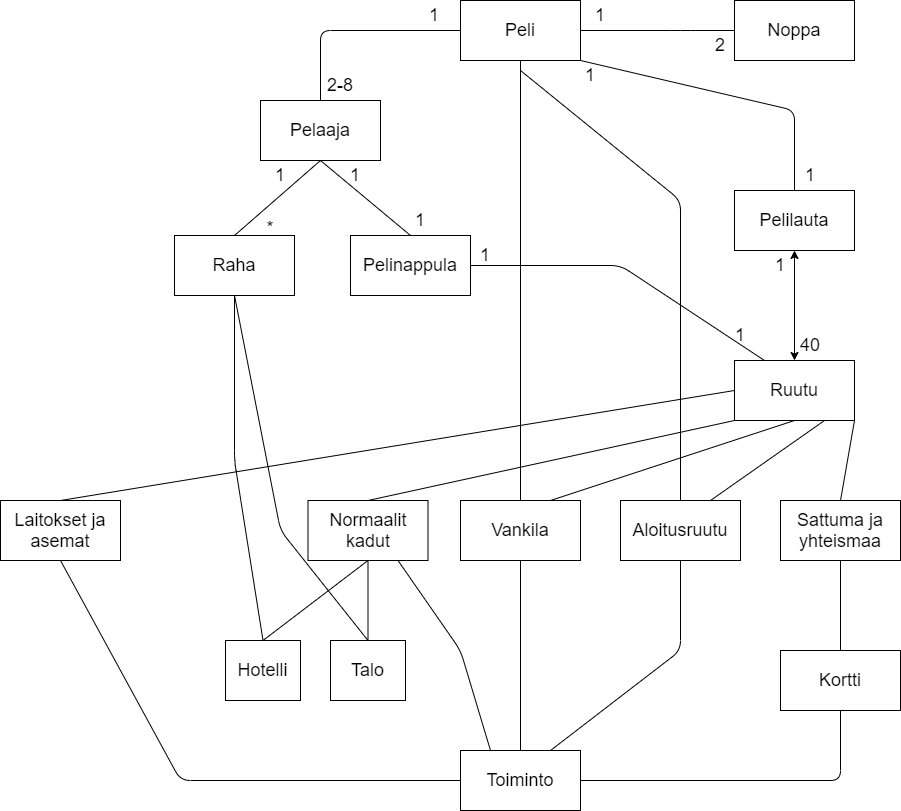 1
Peli
1
2
Noppa
1
2-8
Pelaaja
1
1
*
1
1
Pelilauta
Raha
Pelinappula
1
1
1
40
Ruutu
Laitokset ja
asemat
Normaalit
kadut
Vankila
Aloitusruutu
Sattuma ja
yhteismaa
Hotelli
Talo
Kortti
Toiminto